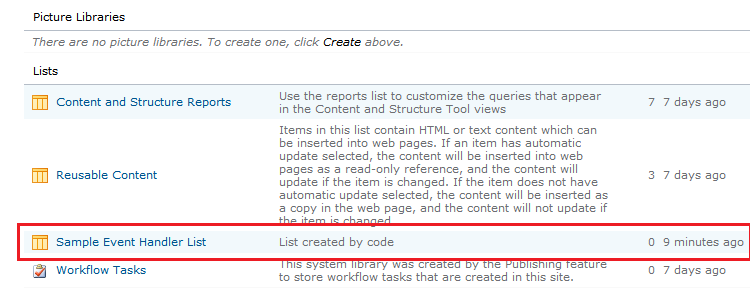 Picture Libraries
There are no picture libraries. To create one, click Create above.
Lists
Content and Structure Reports
Use the reports list to customize the queries that appear
in the Content and Structure Tool views
7 7 days ago
Reusable Content
Items in this list contain HTML or text content which can
be inserted into web pages. If an item has automatic
update selected, the content will be inserted into web
pages as a read-only reference, and the content will
update if the item is changed. If the item does not have
automatic update selected, the content will be inserted as
a copy in the web page, and the content will not update if
the item is changed
3 7 days ago
Sample Event Handler List
List created by code
0 9 minutes ago
Workflow Tasks
This system library was created by the Publishing feature
to store workflow tasks that are created in this site.
0 7 days ago